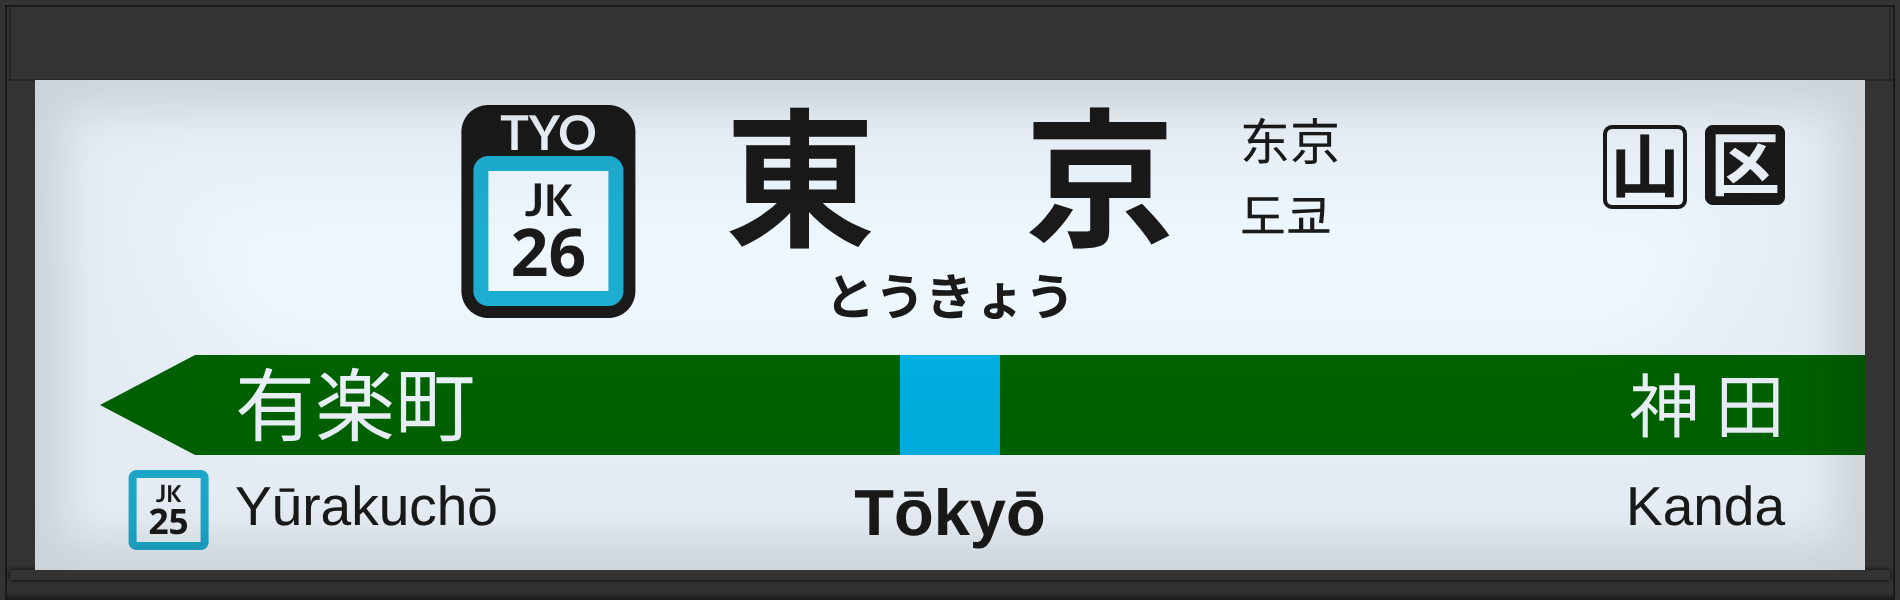 TYO
JK
26
東京
とうきょう
东京
도쿄
山 区
有楽町
神田
JK
25
Yūrakuchō
Tōkyō
Kanda